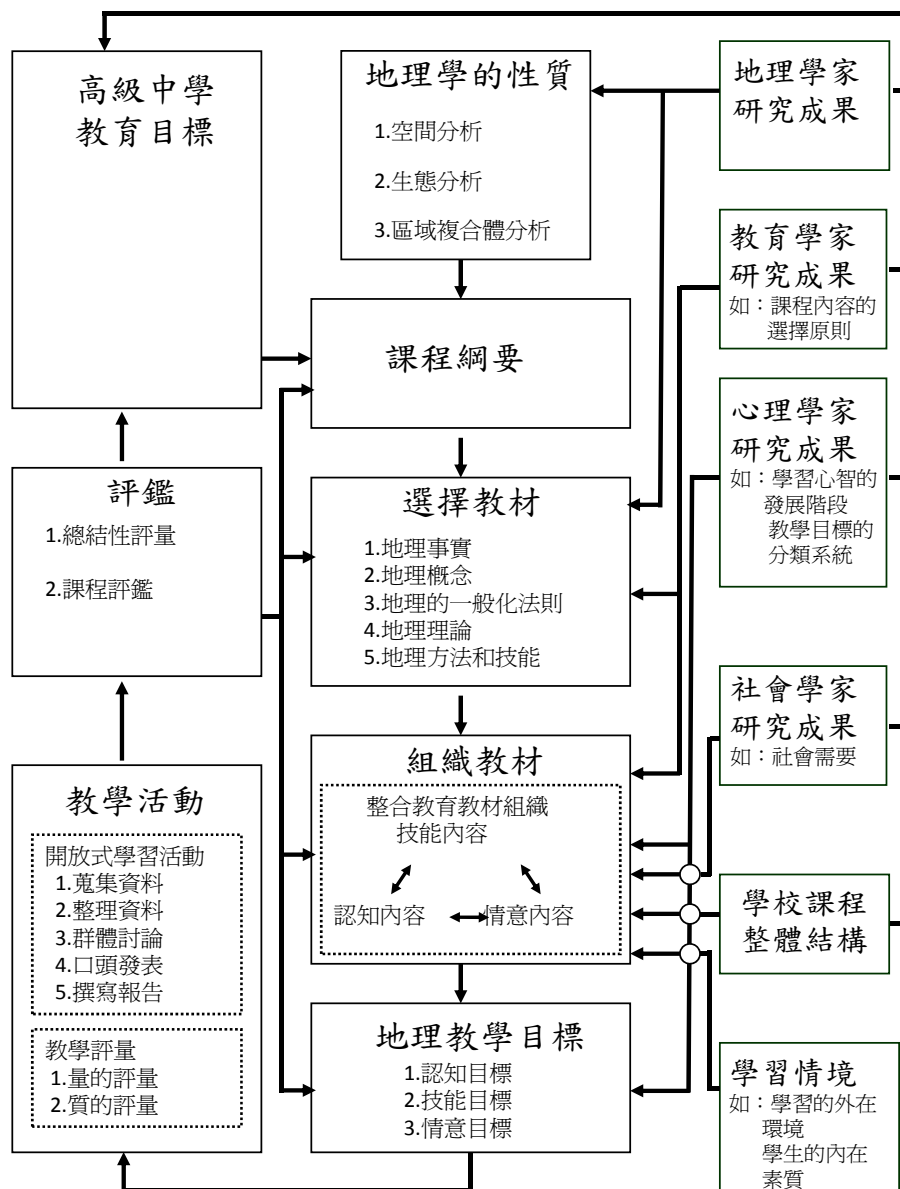 高級中學
教育目標
地理學的性質
1.空間分析
2.生態分析
3.區域複合體分析
地理學家
研究成果
教育學家
研究成果
如：課程內容的
選擇原則
課程綱要
心理學家
研究成果
如：學習心智的
發展階段
教學目標的
分類系統
評鑑
1.總結性評量
2.課程評鑑
選擇教材
1.地理事實
2.地理概念
3.地理的一般化法則
4.地理理論
5.地理方法和技能
社會學家
研究成果
如：社會需要
組織教材
整合教育教材組織
技能內容
認知內容
情意內容
教學活動
開放式學習活動
1.蒐集資料
2.整理資料
3.群體討論
4.口頭發表
5.撰寫報告
教學評量
1.量的評量
2.質的評量
學校課程
整體結構
地理教學目標
1.認知目標
2.技能目標
3.情意目標
學習情境
如：學習的外在
環境
學生的內在
素質